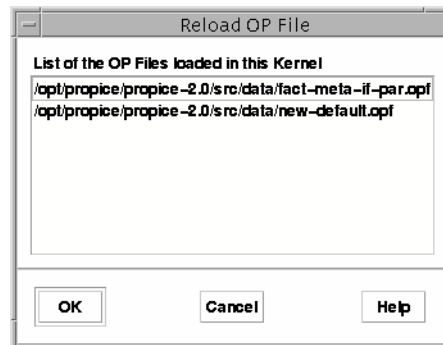 Reload OP File
List of the OP Files loaded in this Kernel
/opt/propice/propice-2.0/src/data/fact-meta-if-par.opf
/opt/propice/propice-2.0/src/data/new-default.opf
OK Cancel Help